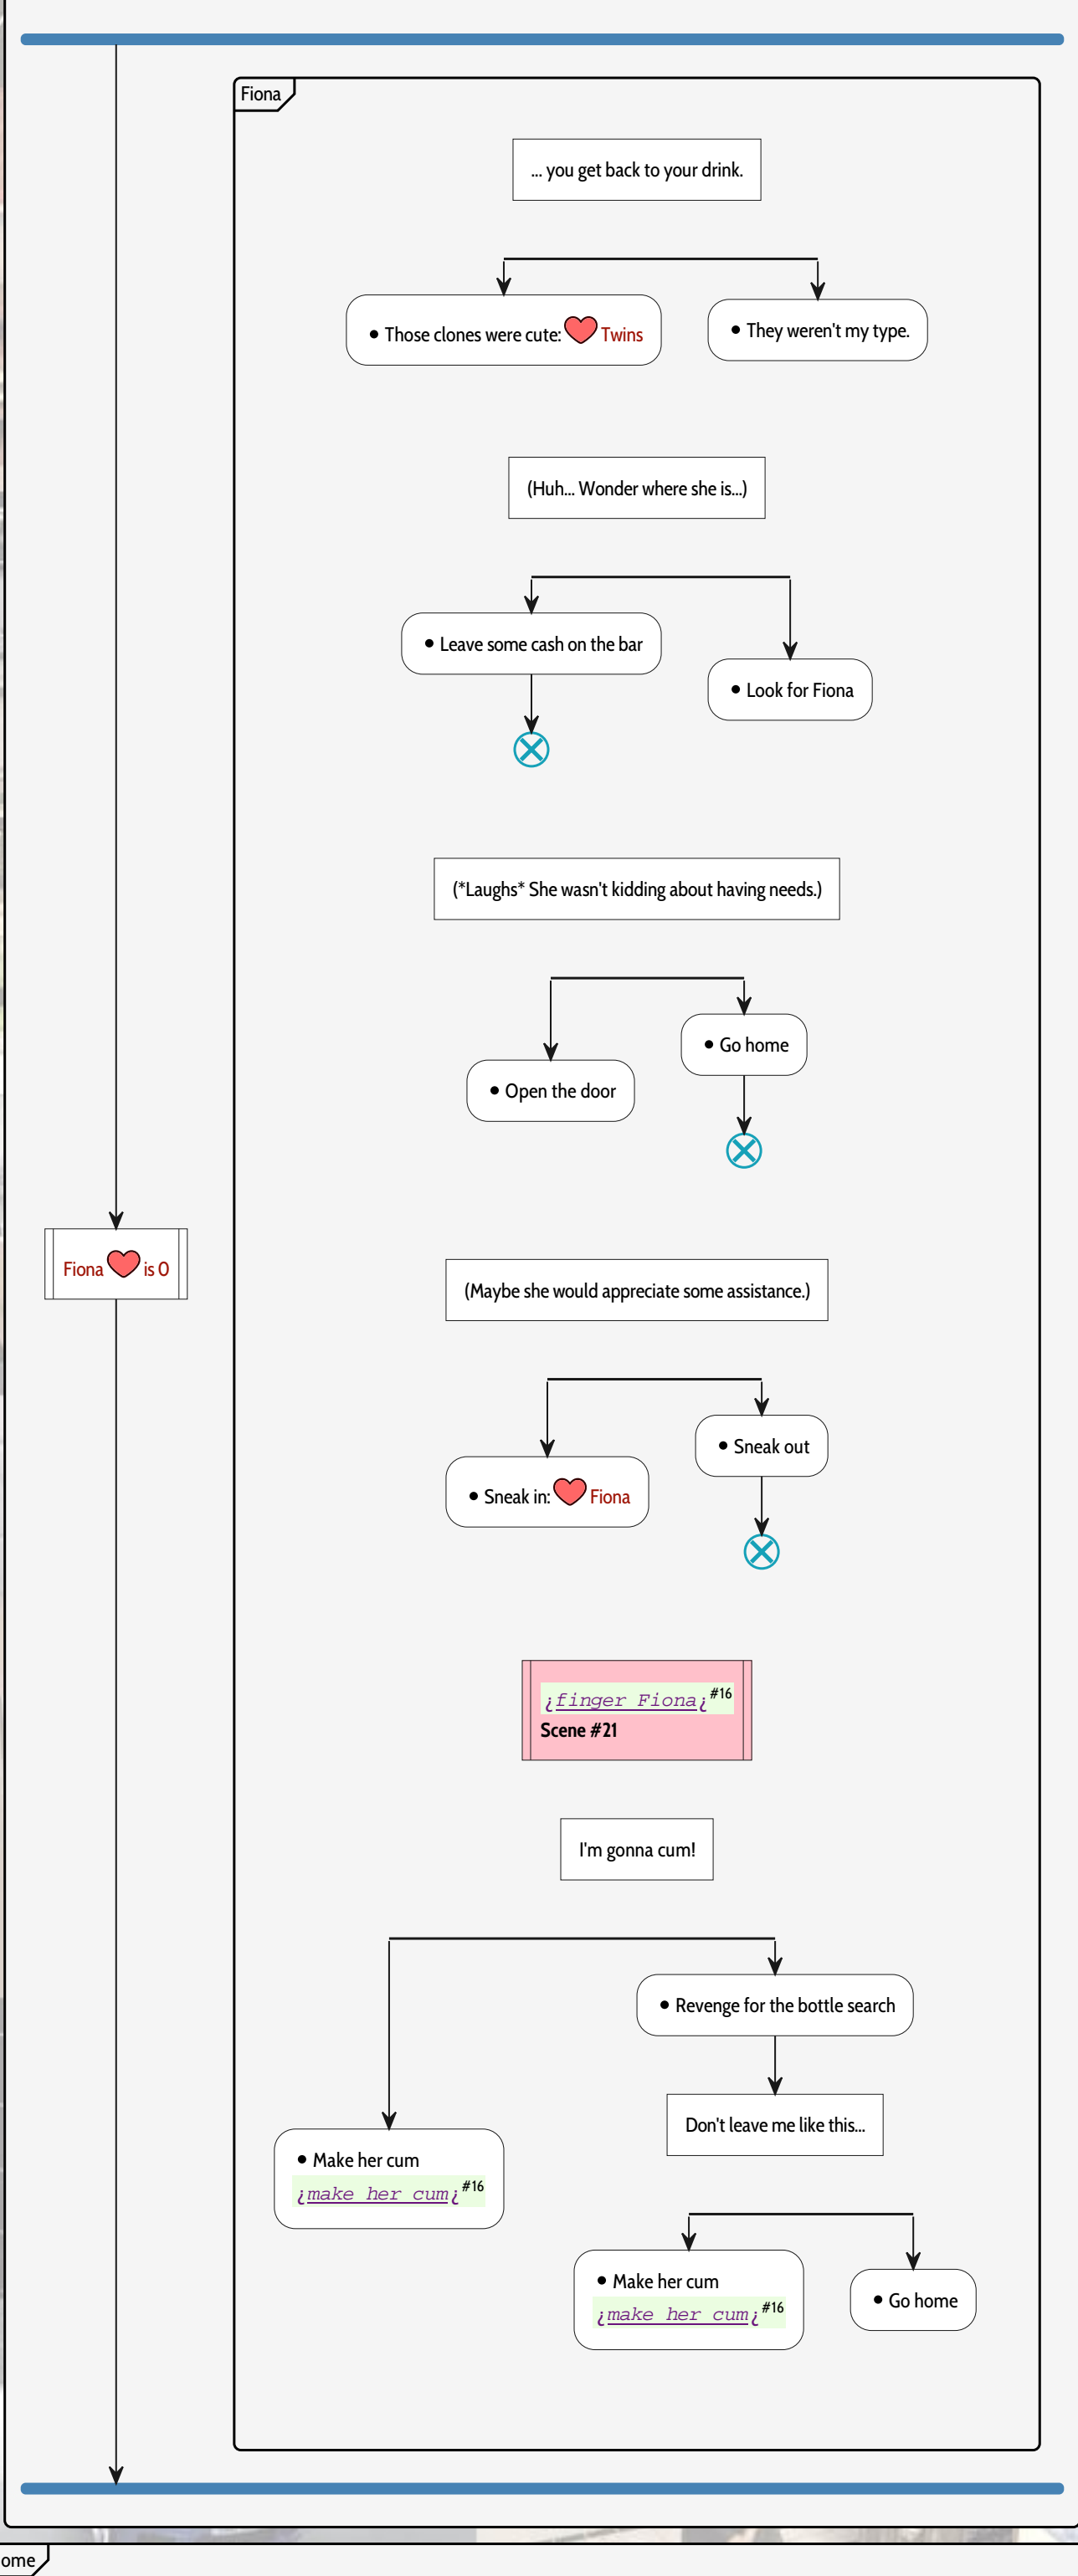 Fiona
... you get back to your drink.
• Those clones were cute: Twins
• They weren't my type.
(Huh... Wonder where she is...)
• Leave some cash on the bar
• Look for Fiona
(*Laughs* She wasn't kidding about having needs.)
• Go home
• Open the door
Fiona is 0
(Maybe she would appreciate some assistance.)
• Sneak out
• Sneak in: Fiona
¿finger Fiona¿#16
Scene #21
I'm gonna cum!
• Revenge for the bottle search
Don't leave me like this...
• Make her cum
¿make her cum¿#16
• Make her cum
¿make her cum¿#16
• Go home
ome